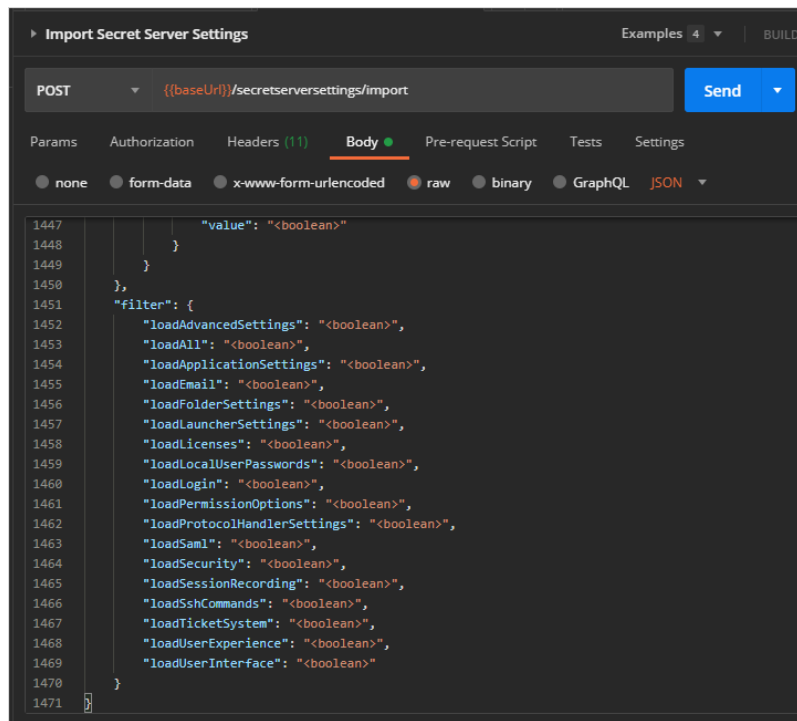 Import Secret Server Settings Examples 4 BUILD
POST {{baseUrl}}/secretserversettings/import Send
Params Authorization Headers (11) Body Pre-request Script Tests Settings
none form-data x-www-form-urlencoded raw binary GraphQL JSON
1447 "value": "<boolean>"
1448 }
1449 }
1450 },
1451 "filter": {
1452 "loadAdvancedSettings": "<boolean>",
1453 "loadAll": "<boolean>",
1454 "loadApplicationSettings": "<boolean>",
1455 "loadEmail": "<boolean>",
1456 "loadFolderSettings": "<boolean>",
1457 "loadLauncherSettings": "<boolean>",
1458 "loadLicenses": "<boolean>",
1459 "loadLocalUserPasswords": "<boolean>",
1460 "loadLogin": "<boolean>",
1461 "loadPermissionOptions": "<boolean>",
1462 "loadProtocolHandlerSettings": "<boolean>",
1463 "loadSaml": "<boolean>",
1464 "loadSecurity": "<boolean>",
1465 "loadSessionRecording": "<boolean>",
1466 "loadSshCommands": "<boolean>",
1467 "loadTicketSystem": "<boolean>",
1468 "loadUserExperience": "<boolean>",
1469 "loadUserInterface": "<boolean>"
1470 }
1471 }